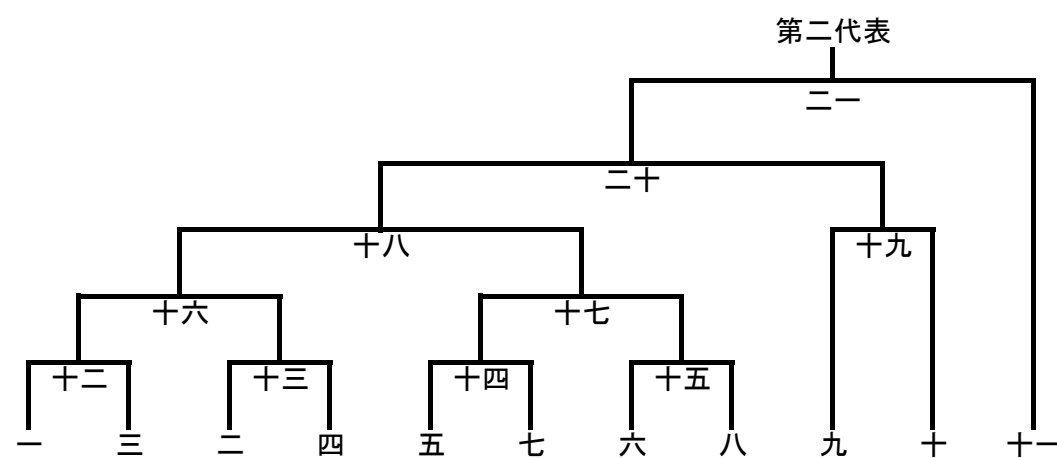 第二代表
二一
二十
十八 十九
十六 十七
十二 十三 十四 十五
一 三 二 四 五 七 六 八 九 十 十一